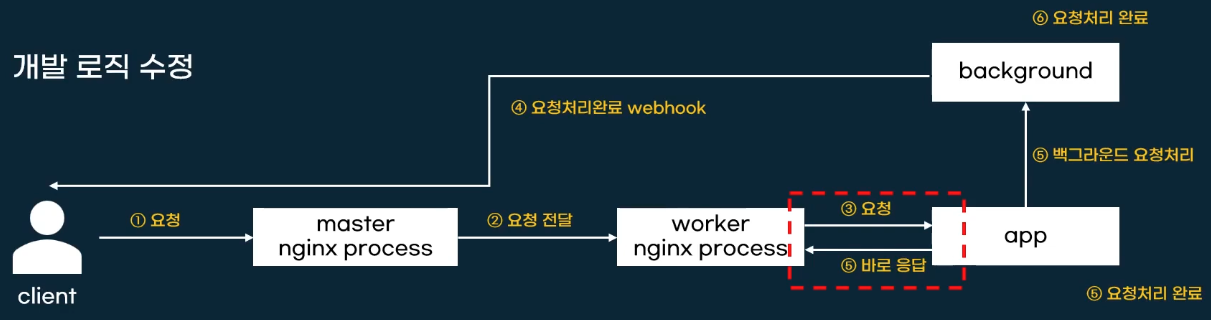 ⑥ 요청처리 완료
개발 로직 수정
background
④ 요청처리완료 webhook
⑤ 백그라운드 요청처리
① 요청
master
nginx process
② 요청 전달
worker
nginx process
③ 요청
⑤ 바로 응답
app
client
⑤ 요청처리 완료